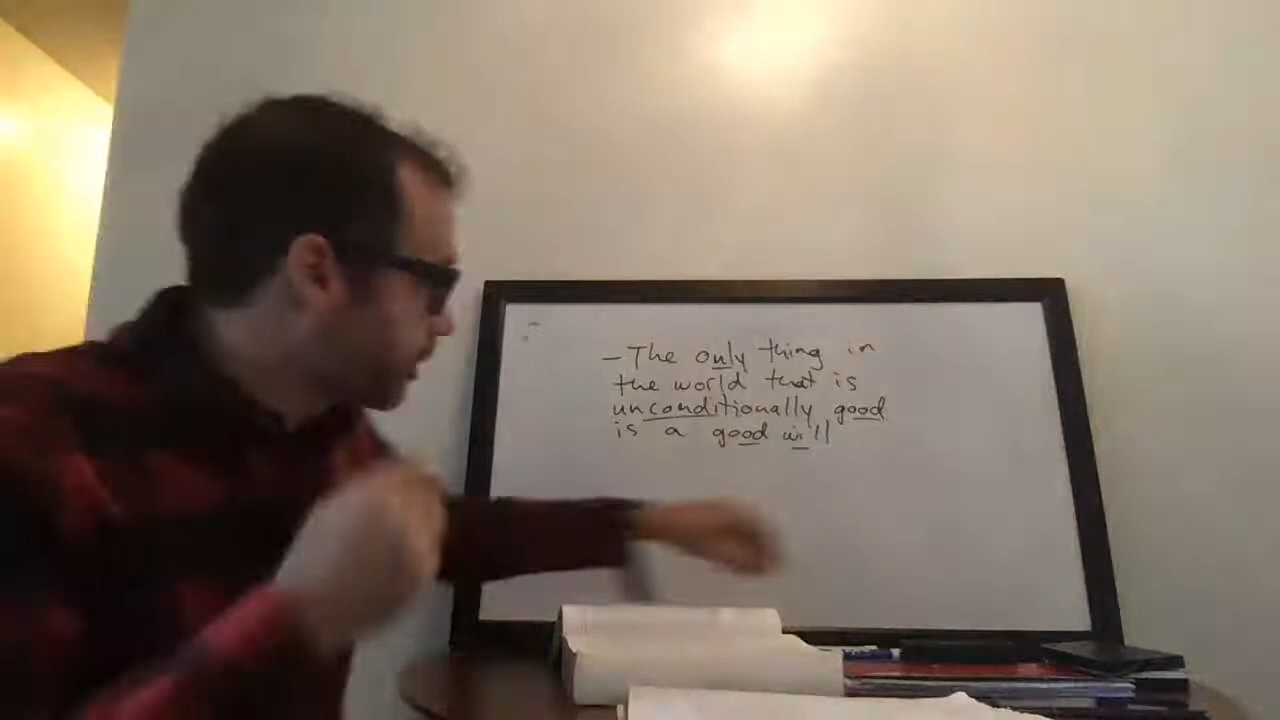 - The only thing in
the world that is
unconditionally good
is a good will